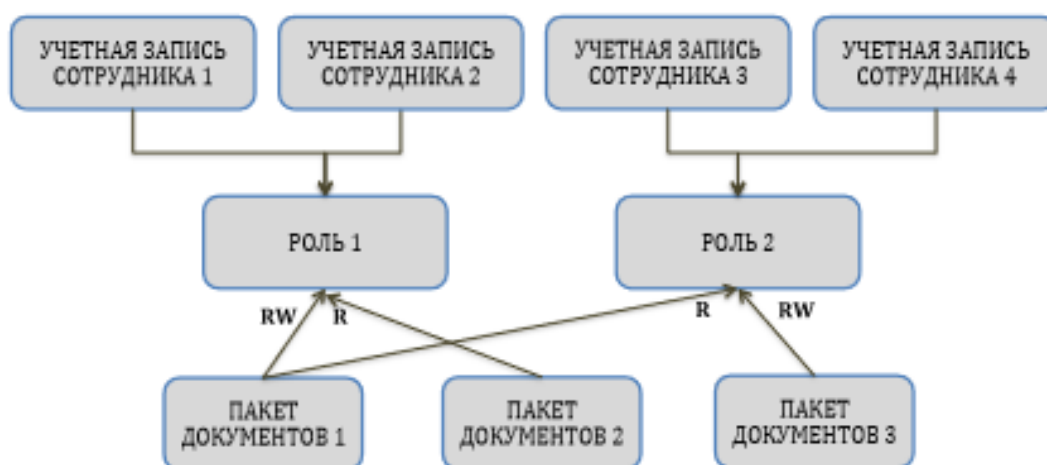 УЧЕТНАЯ ЗАПИСЬ
СОТРУДНИКА 1
УЧЕТНАЯ ЗАПИСЬ
СОТРУДНИКА 2
УЧЕТНАЯ ЗАПИСЬ
СОТРУДНИКА 3
УЧЕТНАЯ ЗАПИСЬ
СОТРУДНИКА 4
РОЛЬ 1
РОЛЬ 2
RW
R
R
RW
ПАКЕТ
ДОКУМЕНТОВ 1
ПАКЕТ
ДОКУМЕНТОВ 2
ПАКЕТ
ДОКУМЕНТОВ 3